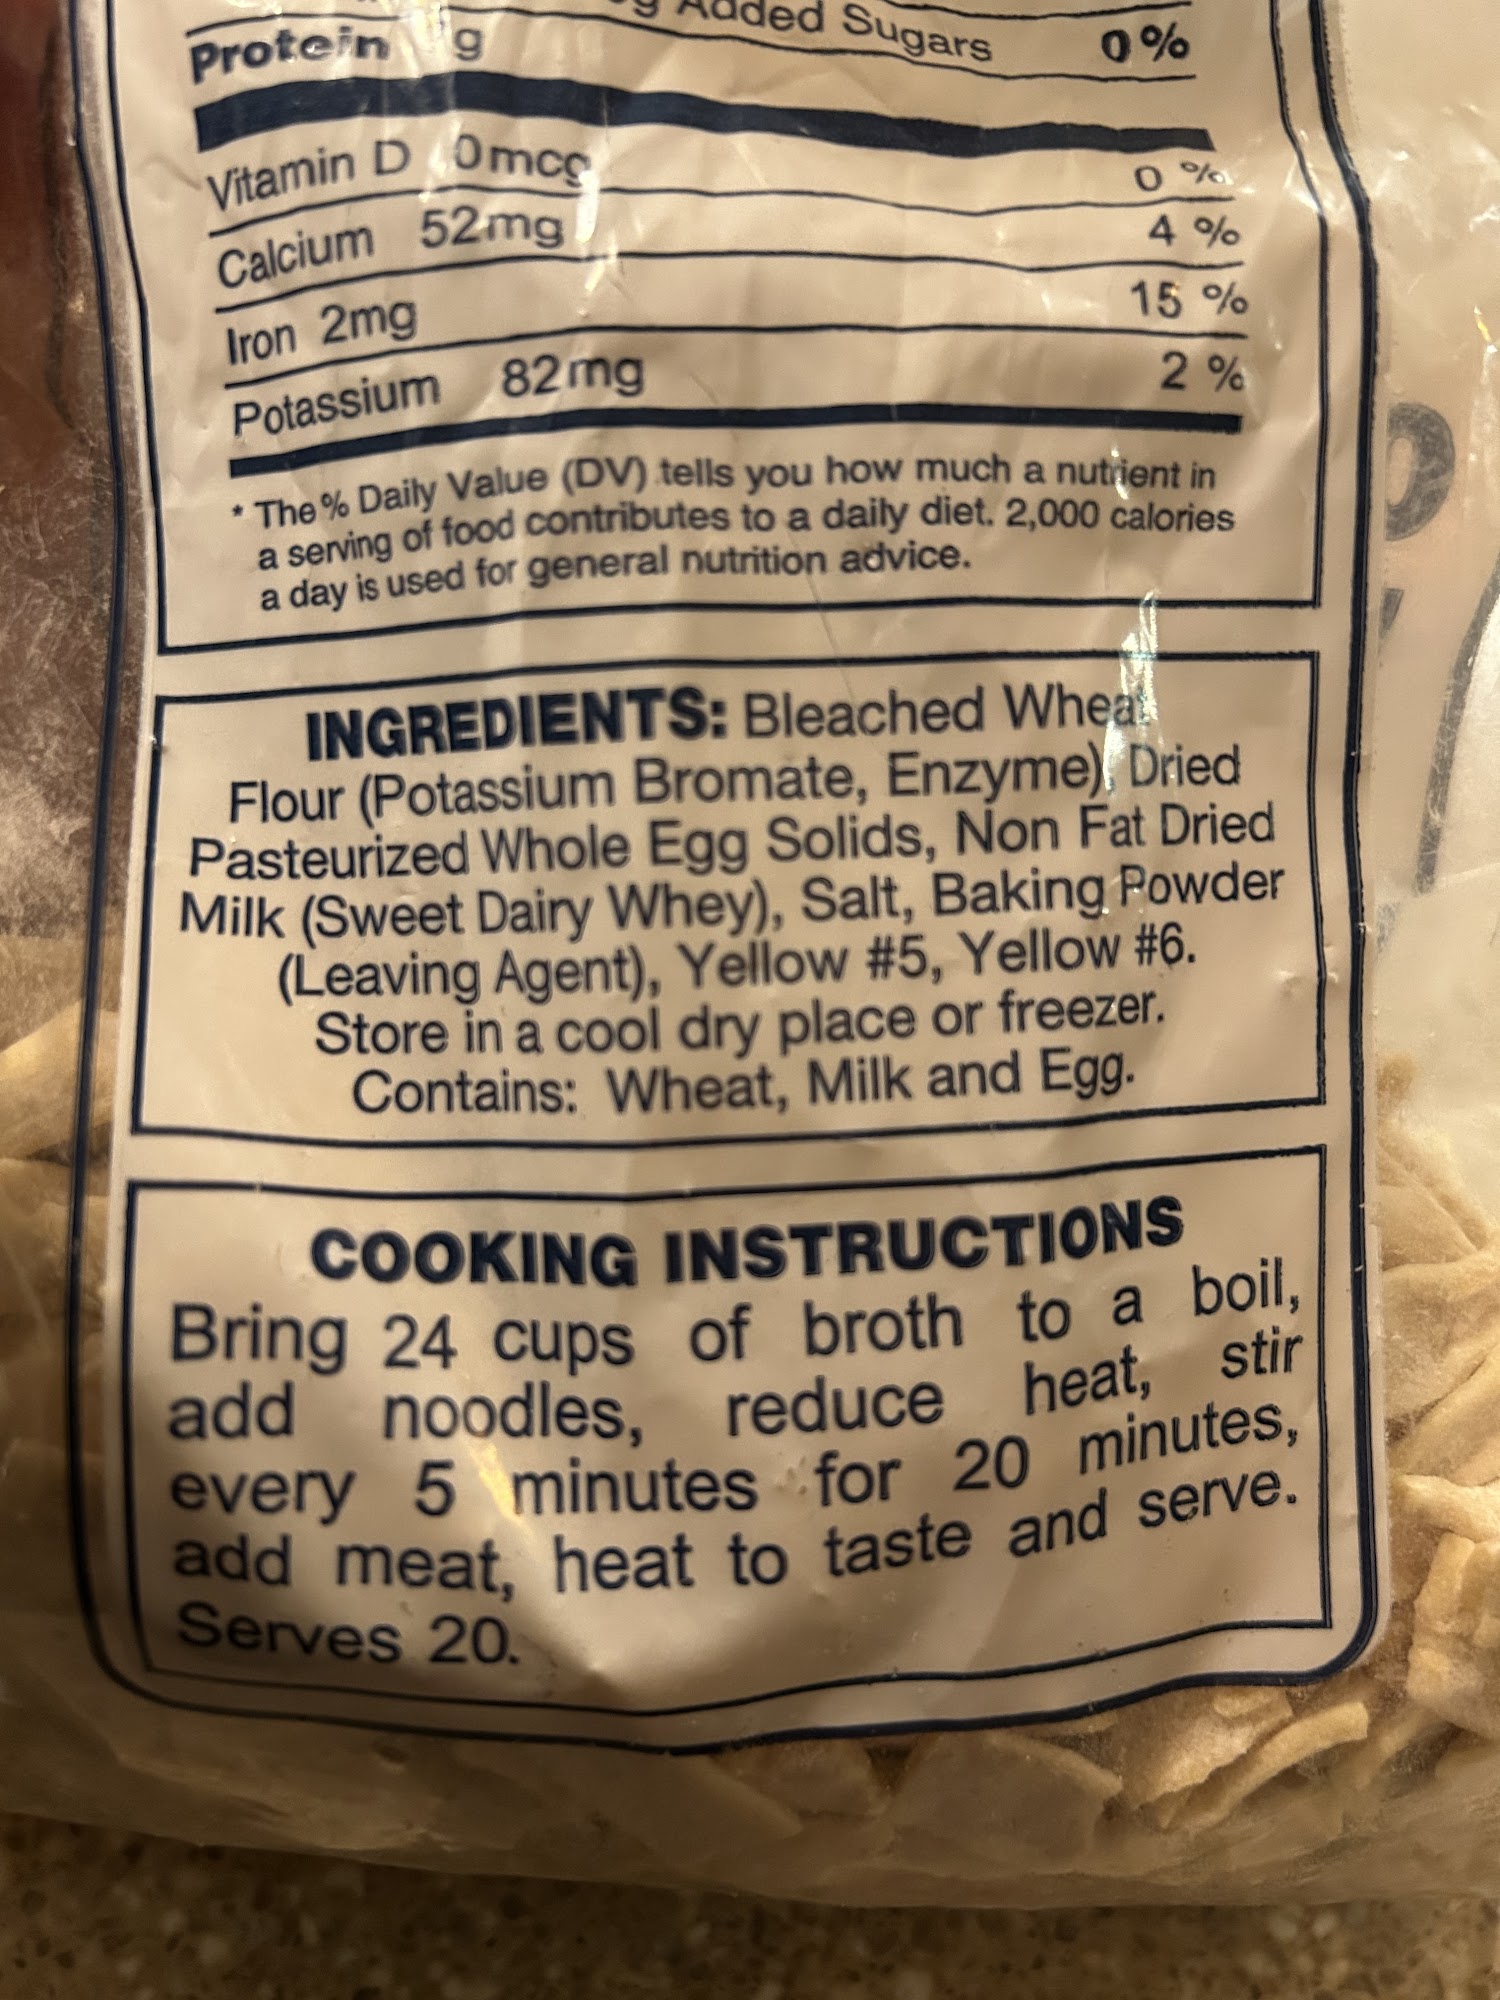 Added Sugars 0%
Protein g
Vitamin D 0mcg 0 %
Calcium 52mg 4 %
Iron 2mg 15 %
Potassium 82mg 2 %
* The % Daily Value (DV) tells you how much a nutrient in
a serving of food contributes to a daily diet. 2,000 calories
a day is used for general nutrition advice.
INGREDIENTS: Bleached Wheat
Flour (Potassium Bromate, Enzyme), Dried
Pasteurized Whole Egg Solids, Non Fat Dried
Milk (Sweet Dairy Whey), Salt, Baking Powder
(Leaving Agent), Yellow #5, Yellow #6.
Store in a cool dry place or freezer.
Contains: Wheat, Milk and Egg.
COOKING INSTRUCTIONS
Bring 24 cups of broth to a boil,
add noodles, reduce heat, stir
every 5 minutes for 20 minutes,
add meat, heat to taste and serve.
Serves 20.